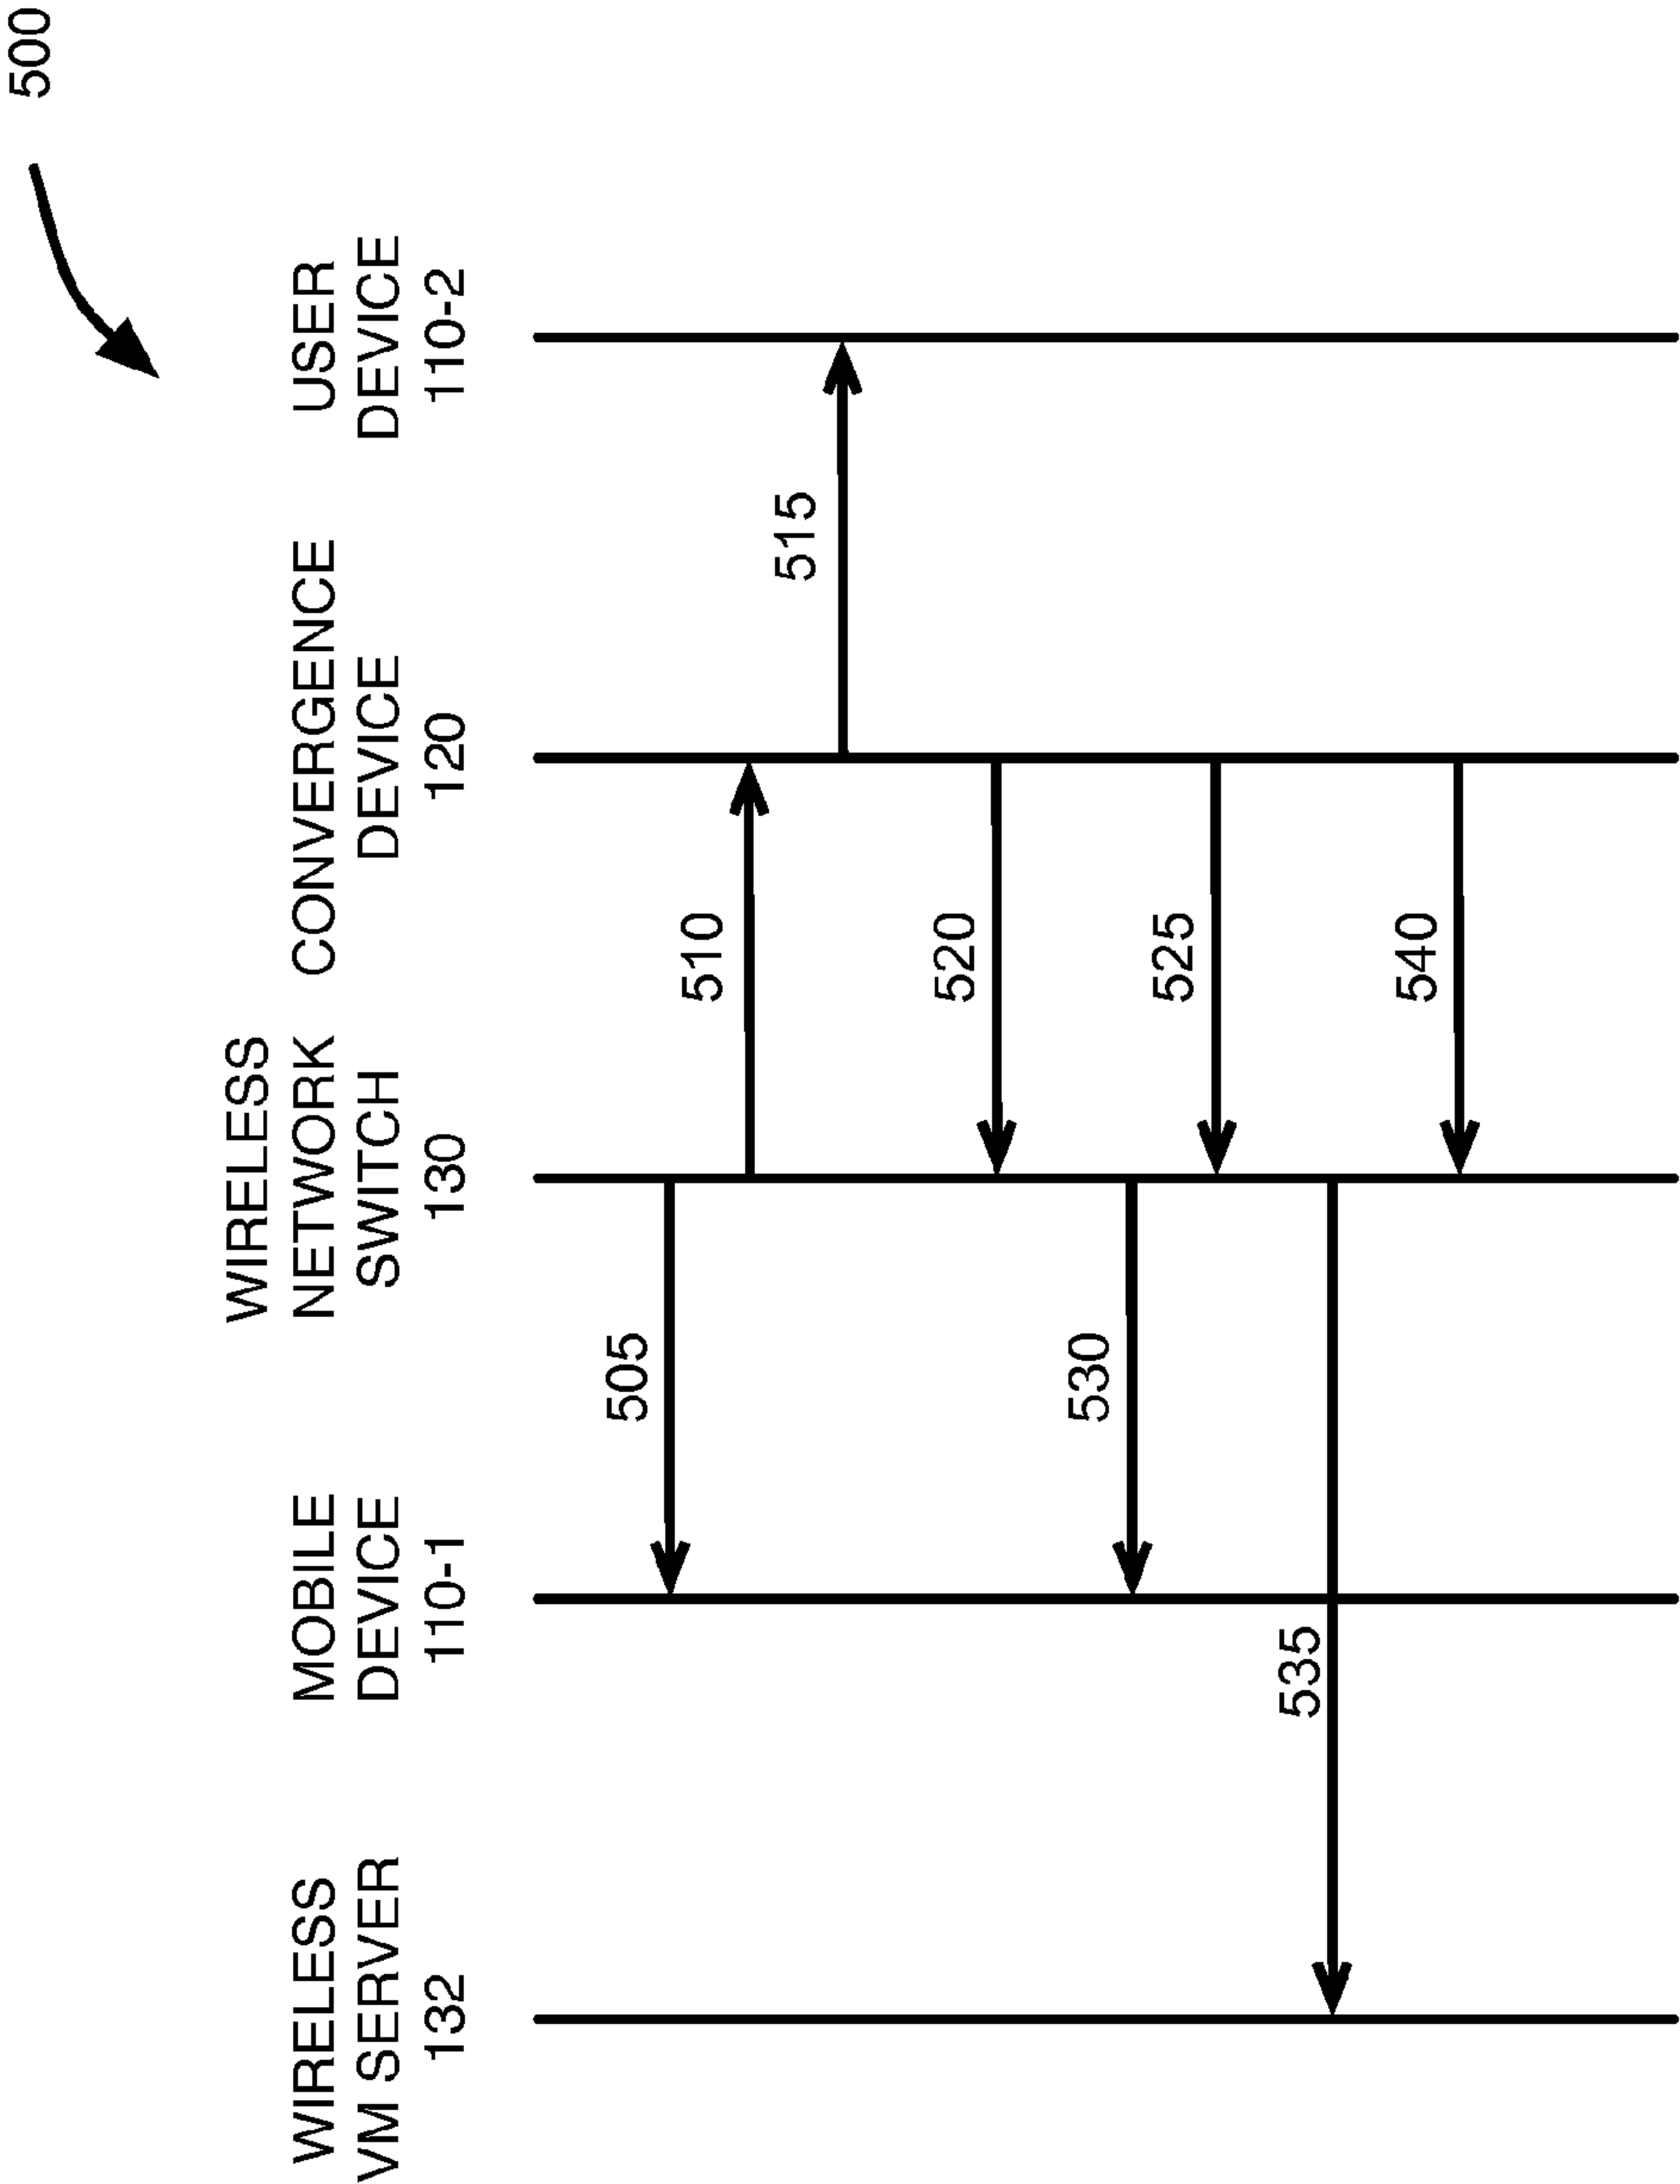 500
WIRELESS
VM SERVER
132
MOBILE
DEVICE
110-1
WIRELESS
NETWORK
SWITCH
130
CONVERGENCE
DEVICE
120
USER
DEVICE
110-2
505
510
515
520
530
525
535
540